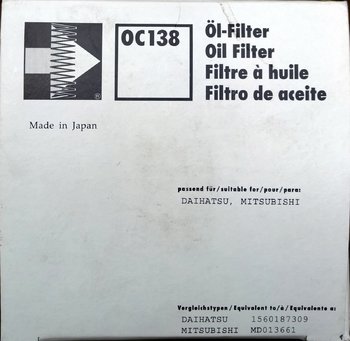 OC138
Öl-Filter
Oil Filter
Filtre à huile
Filtro de aceite
®
Made in Japan
passend für/suitable for/pour/para:
DAIHATSU, MITSUBISHI
Vergleichstypen/Equivalent to/à/Equivalente a:
DAIHATSU 1560187309
MITSUBISHI MD013661